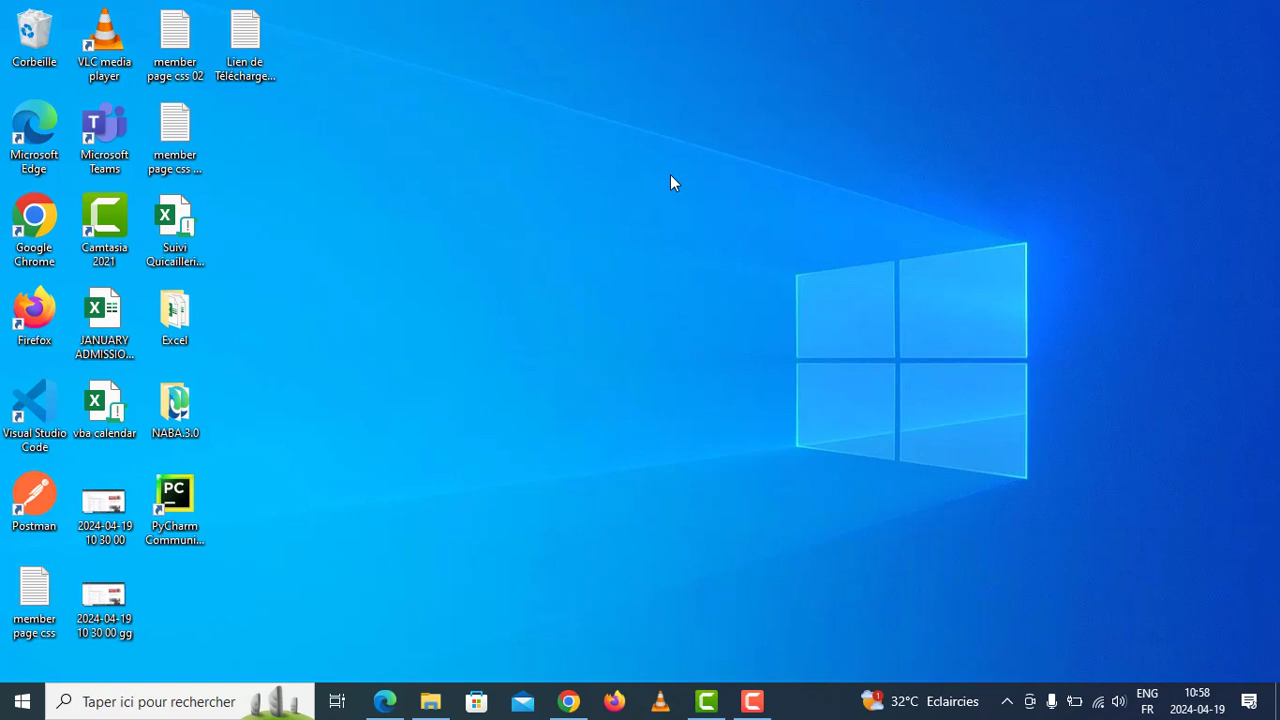 Corbeille
VLC media
player
member
page css 02
Lien de
Télécharge...
Microsoft
Edge
Microsoft
Teams
member
page css ...
Google
Chrome
Camtasia
2021
Suivi
Quicailleri...
Firefox
JANUARY
ADMISSIO...
Excel
Visual Studio
Code
vba calendar
NABA.3.0
Postman
2024-04-19
10 30 00
PC
PyCharm
Communi...
member
page css
2024-04-19
10 30 00 gg
Taper ici pour rechercher
1
32°C Eclaircies
ENG
FR
10:58
2024-04-19